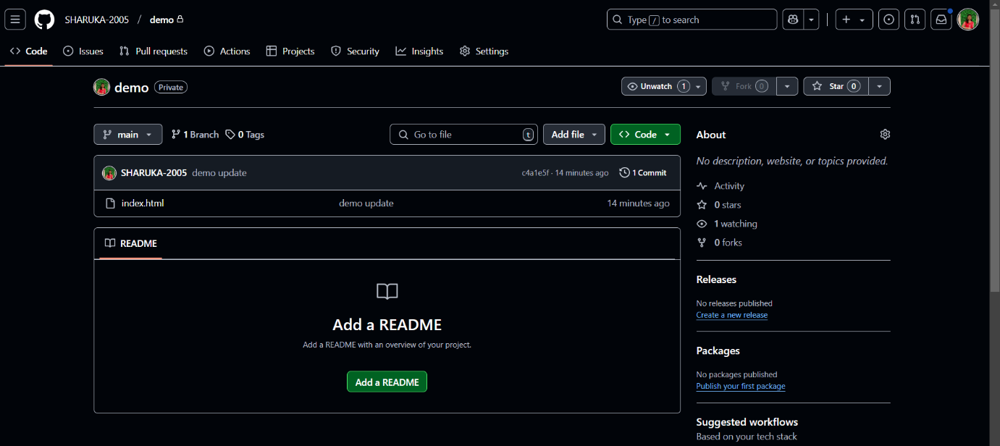 SHARUKA-2005 / demo
Type / to search
Code Issues Pull requests Actions Projects Security Insights Settings
demo Private
Unwatch 1 Fork 0 Star 0
main 1 Branch 0 Tags
Go to file t
Add file Code
SHARUKA-2005 demo update c4a1e5f · 14 minutes ago 1 Commit
index.html demo update 14 minutes ago
README
Add a README
Add a README with an overview of your project.
Add a README
About
No description, website, or topics provided.
Activity
0 stars
1 watching
0 forks
Releases
No releases published
Create a new release
Packages
No packages published
Publish your first package
Suggested workflows
Based on your tech stack